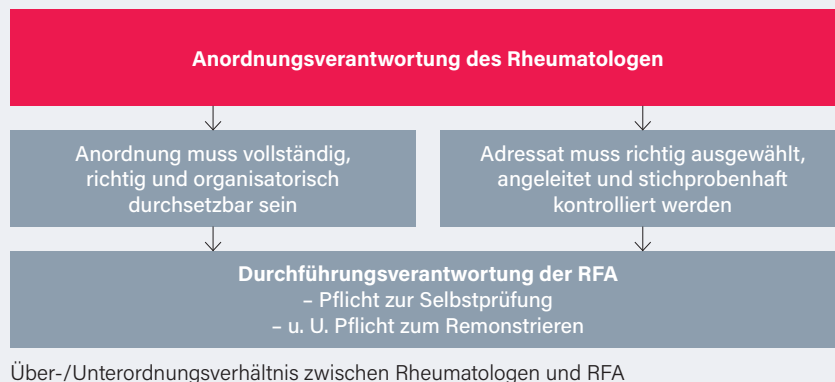 Anordnungsverantwortung des Rheumatologen
Anordnung muss vollständig,
richtig und organisatorisch
durchsetzbar sein
Adressat muss richtig ausgewählt,
angeleitet und stichprobenhaft
kontrolliert werden
Durchführungsverantwortung der RFA
– Pflicht zur Selbstprüfung
– u. U. Pflicht zum Remonstrieren
Über-/Unterordnungsverhältnis zwischen Rheumatologen und RFA